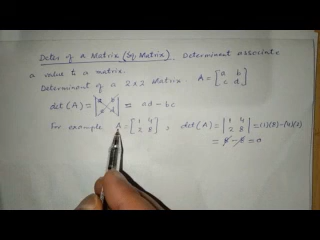 Deter of A Matrix (Sq. Matrix). Determinant associate
a value to a matrix.
Determinant of a 2×2 Matrix. A = [a b
c d]
det(A) = |a b
c d| = ad - bc
For example A = [1 4
2 8], det(A) = |1 4
2 8| = (1)(8) - (4)(2)
= 8 - 8 = 0